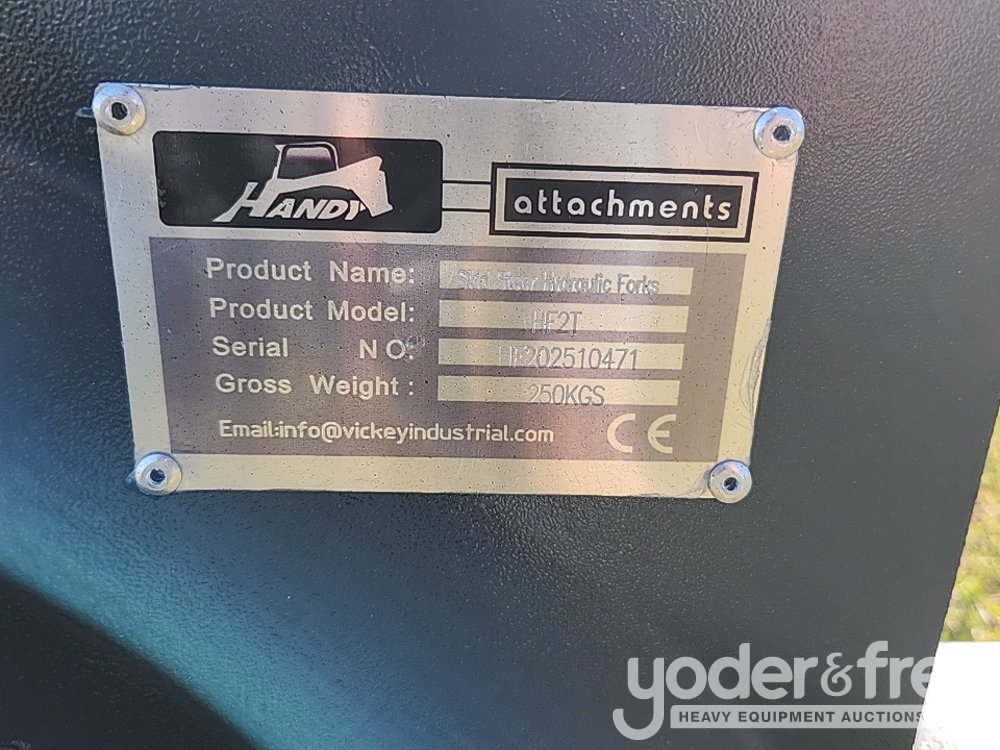 HANDY
attachments
Product Name: Skid Steer Hydraulic Forks
Product Model: HF2T
Serial NO: HF202510471
Gross Weight: 250KGS
Email:info@vickeyindustrial.com CE
yoder&fre
HEAVY EQUIPMENT AUCTIONS